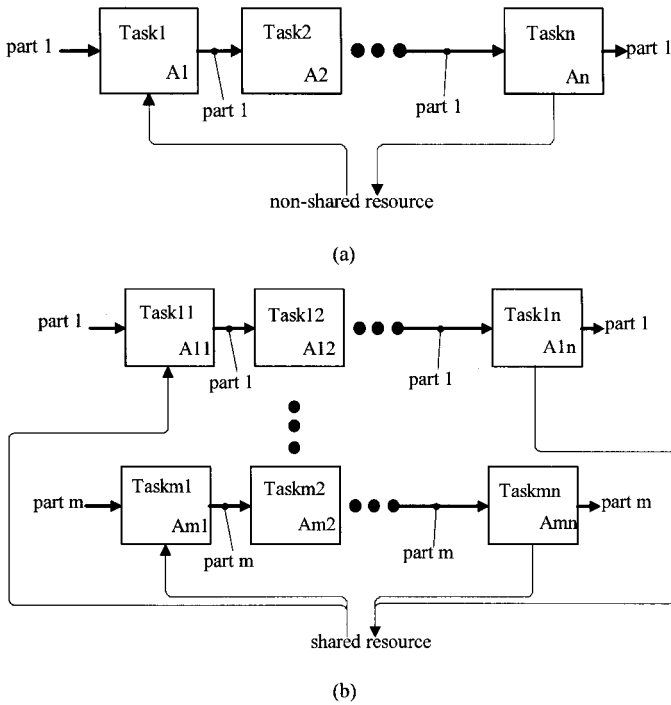 part 1
Task1
A1
part 1
Task2
A2
part 1
Taskn
An
part 1
non-shared resource
(a)
part 1
Task11
A11
part 1
Task12
A12
part 1
Task1n
A1n
part 1
part m
Taskm1
Am1
part m
Taskm2
Am2
part m
Taskmn
Amn
part m
shared resource
(b)